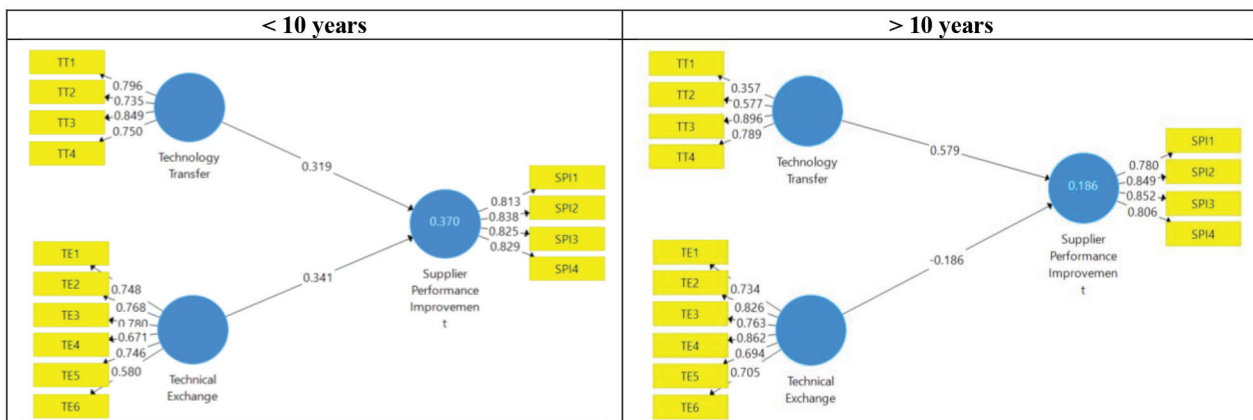 < 10 years
TT1
TT2
TT3
TT4
0.796
0.735
0.849
0.750
Technology
Transfer
0.319
TE1
TE2
TE3
TE4
TE5
TE6
0.748
0.768
0.780
0.671
0.746
0.580
Technical
Exchange
0.341
0.370
Supplier
Performance
Improvemen
t
0.813
0.838
0.825
0.829
SPI1
SPI2
SPI3
SPI4
> 10 years
TT1
TT2
TT3
TT4
0.357
0.577
0.896
0.789
Technology
Transfer
0.579
TE1
TE2
TE3
TE4
TE5
TE6
0.734
0.826
0.763
0.862
0.694
0.705
Technical
Exchange
-0.186
0.186
Supplier
Performance
Improvemen
t
0.780
0.849
0.852
0.806
SPI1
SPI2
SPI3
SPI4